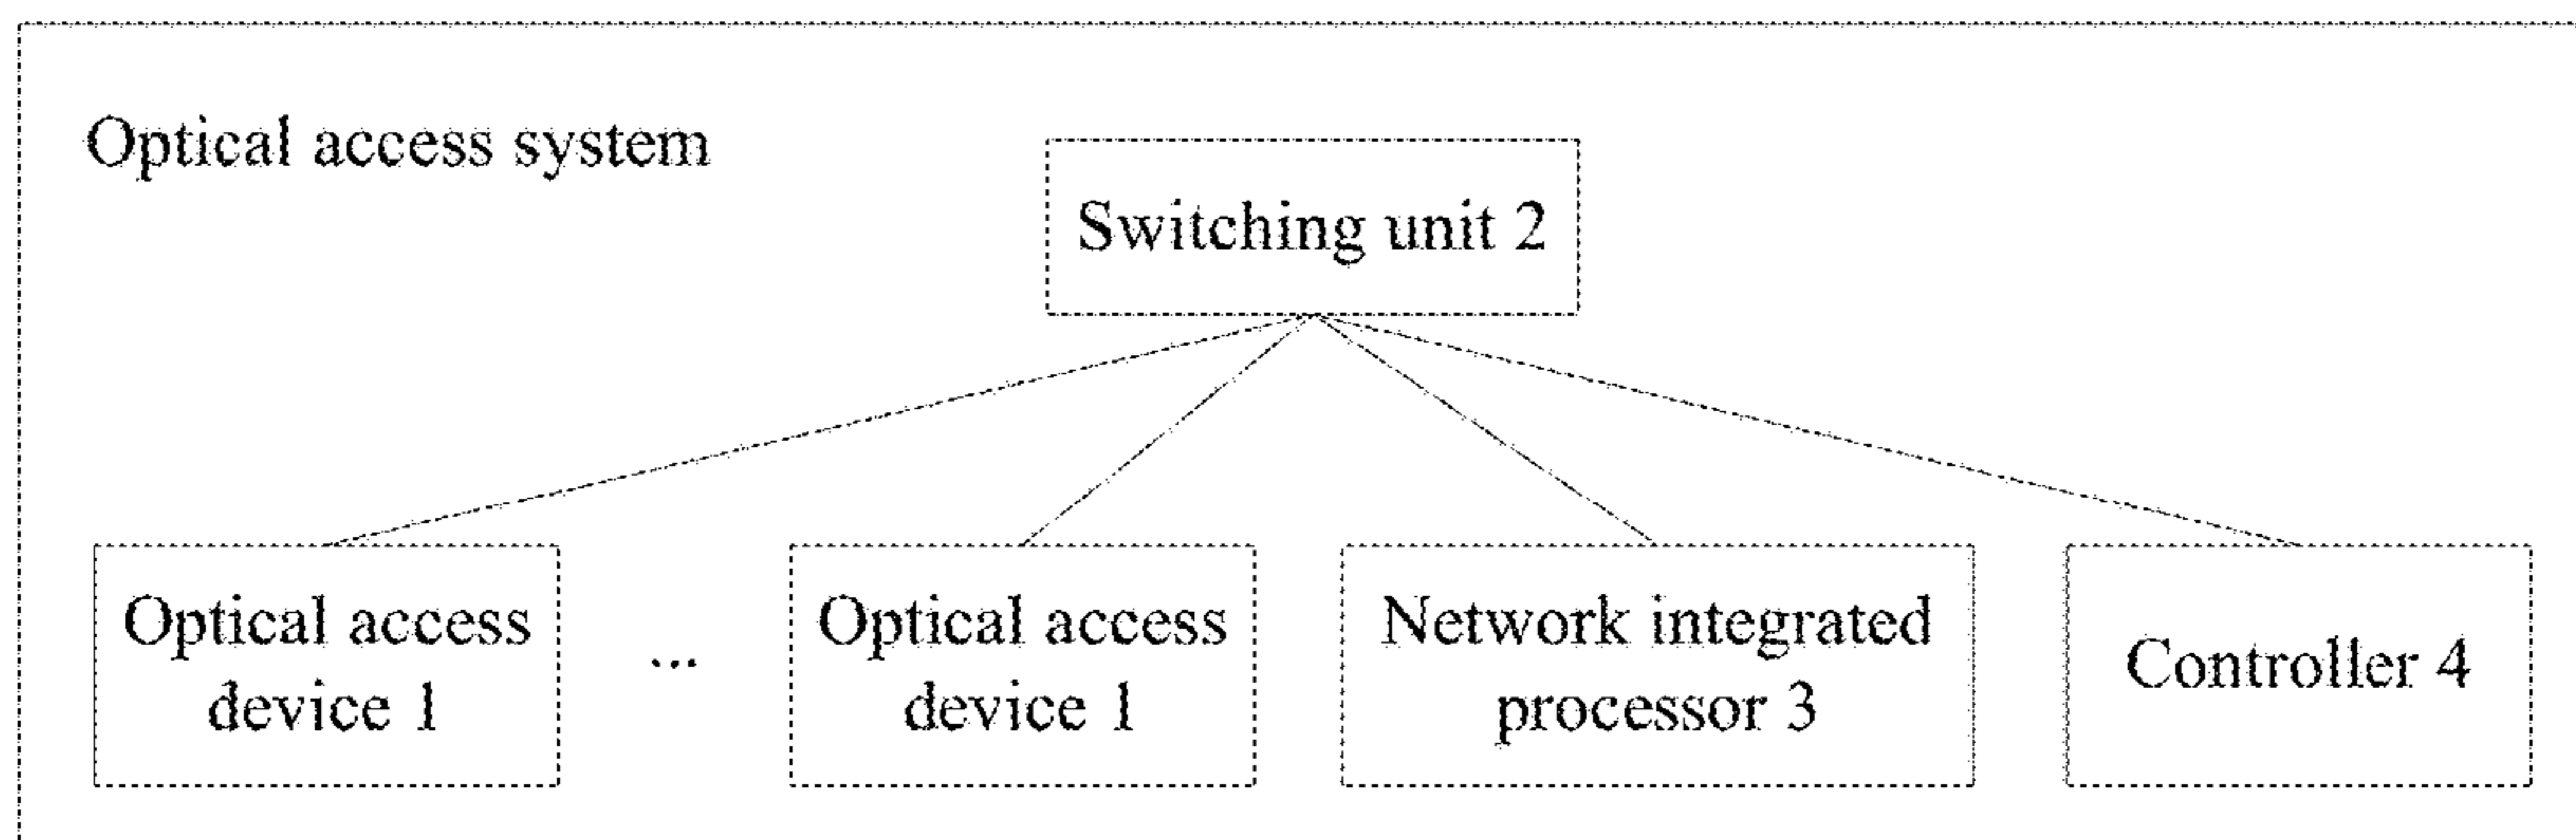 Optical access system
Switching unit 2
Optical access
device 1
...
Optical access
device 1
Network integrated
processor 3
Controller 4